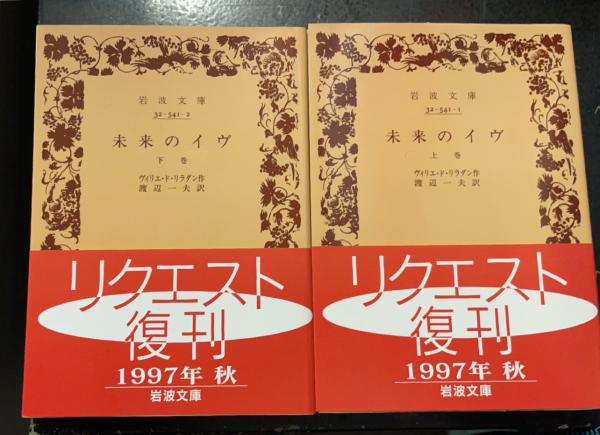 岩波文庫
32-541-2
未来のイヴ
下巻
ヴィリエ・ド・リラダン作
渡辺一夫訳
リクエスト
復刊
1997年 秋
岩波文庫
岩波文庫
32-541-1
未来のイヴ
上巻
ヴィリエ・ド・リラダン作
渡辺一夫訳
リクエスト
復刊
1997年 秋
岩波文庫